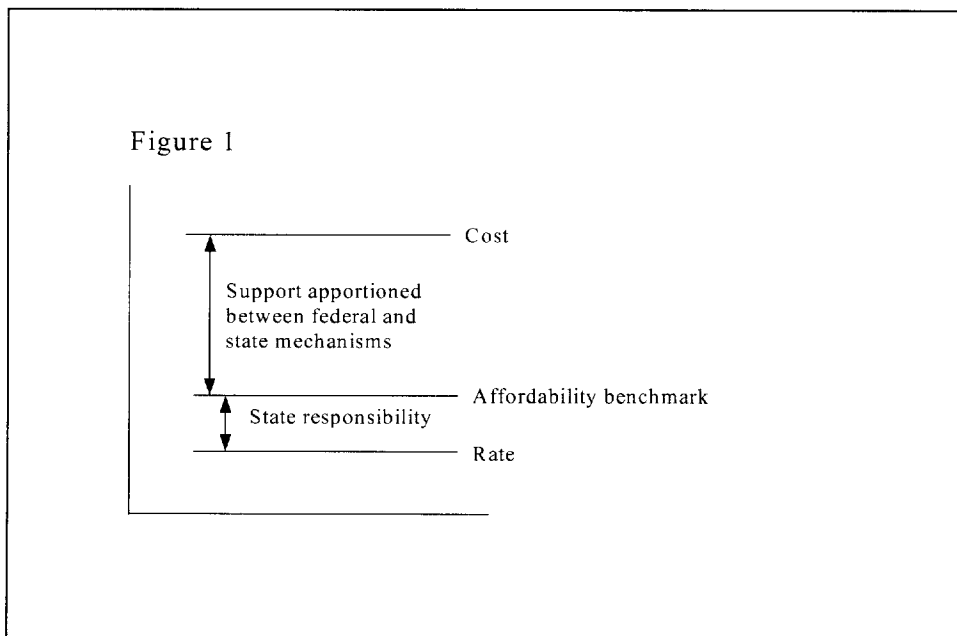 Figure 1
Cost
Support apportioned
between federal and
state mechanisms
Affordability benchmark
State responsibility
Rate